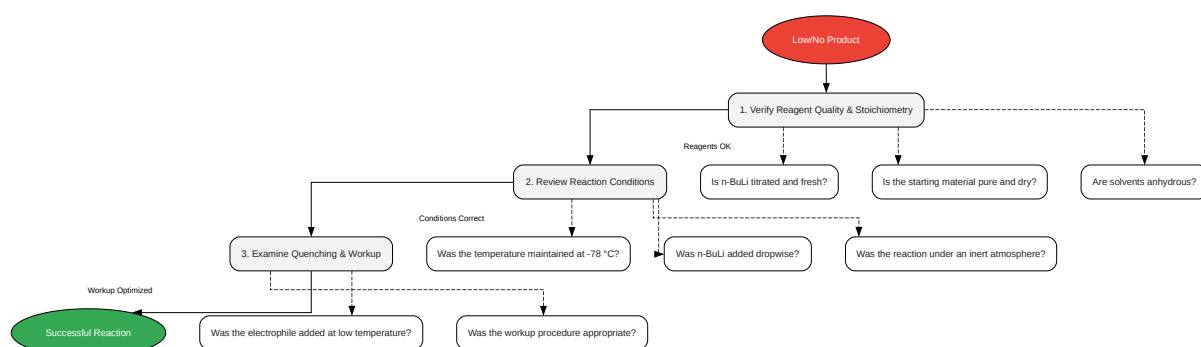 Low/No Product
1. Verify Reagent Quality & Stoichiometry
Reagents OK
Is n-BuLi titrated and fresh?
Is the starting material pure and dry?
Are solvents anhydrous?
2. Review Reaction Conditions
Conditions Correct
Was the temperature maintained at -78 °C?
Was n-BuLi added dropwise?
Was the reaction under an inert atmosphere?
3. Examine Quenching & Workup
Workup Optimized
Successful Reaction
Was the electrophile added at low temperature?
Was the workup procedure appropriate?